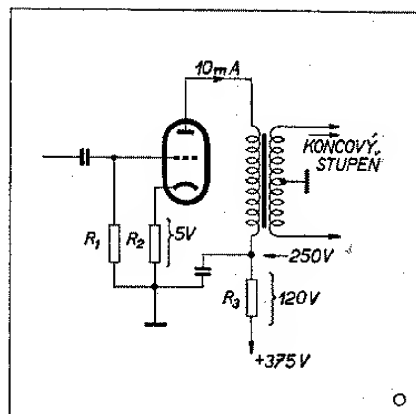 10mA
KONCOVÝ
STUPEŇ
R₁
R₂
5V
250V
R₃
120V
+375V